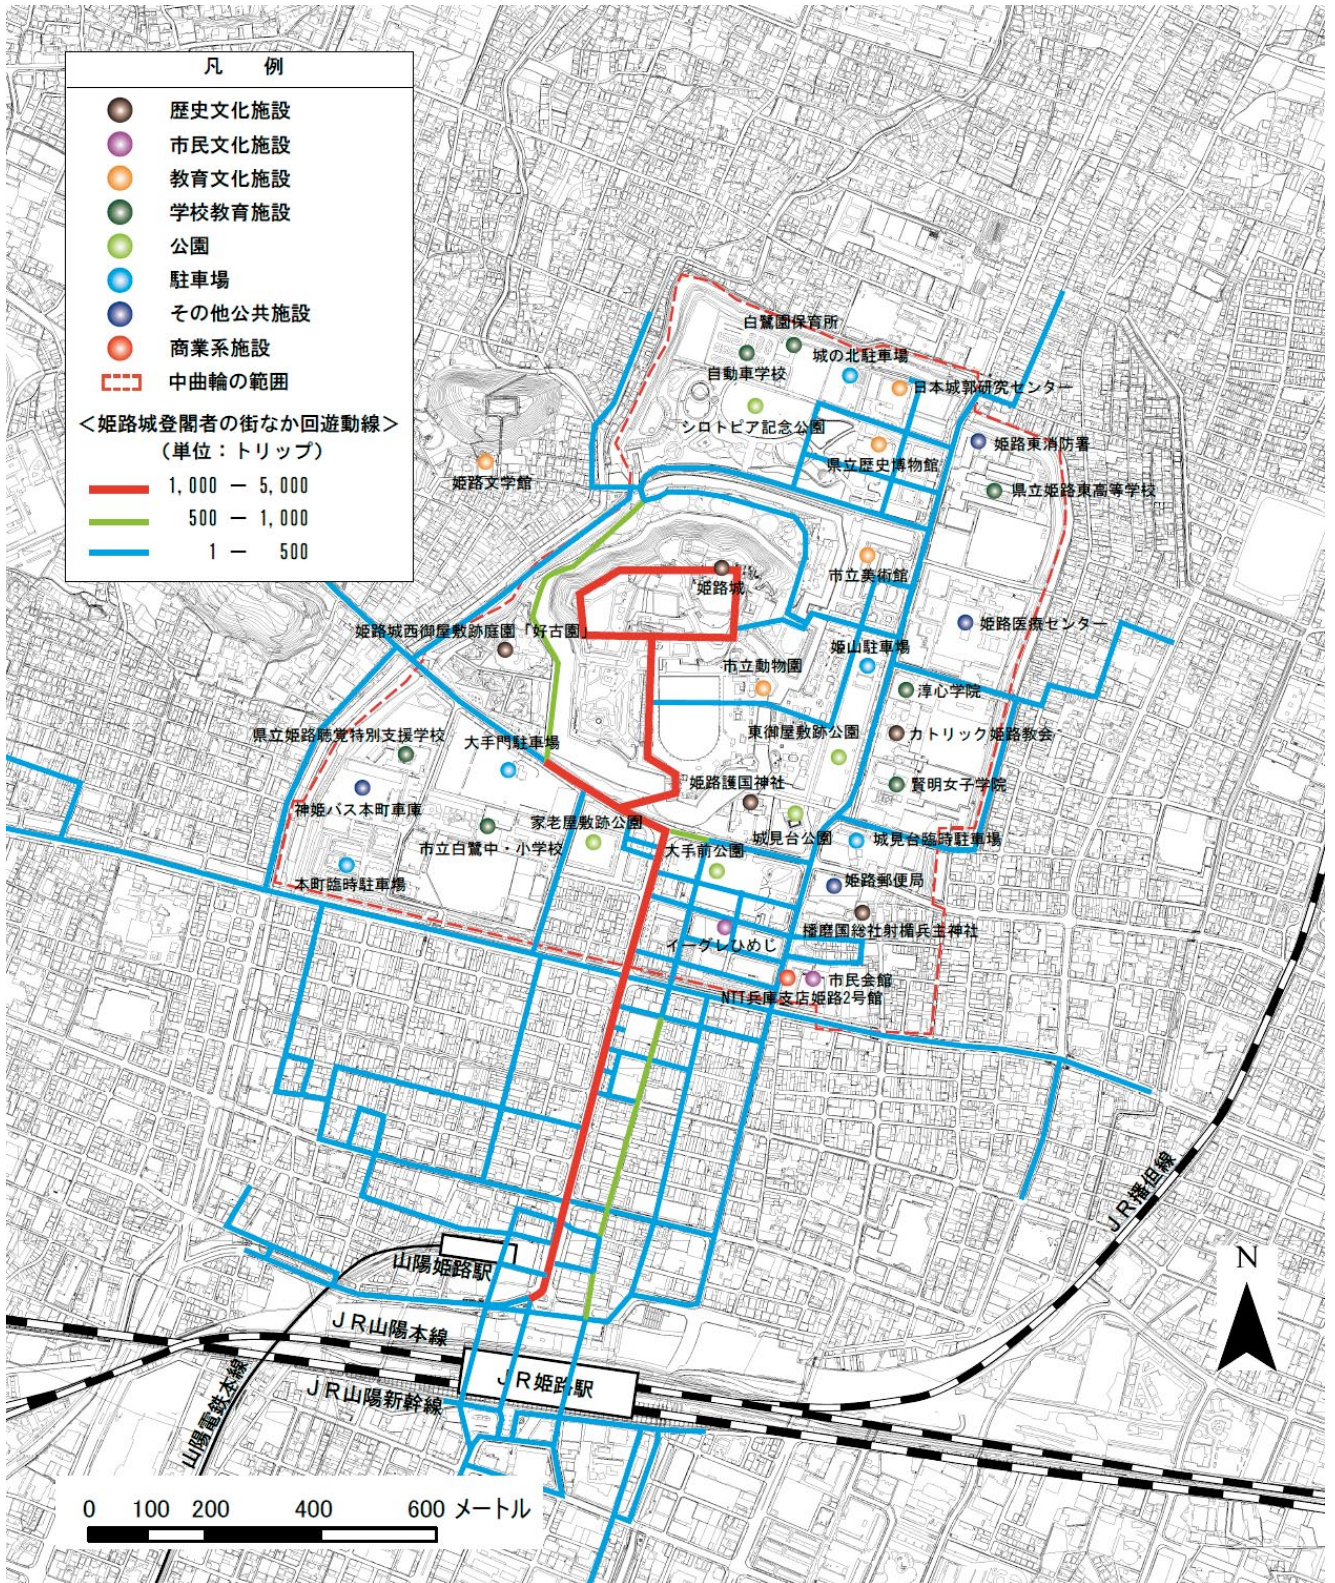 凡　例
歴史文化施設
市民文化施設
教育文化施設
学校教育施設
公園
駐車場
その他公共施設
商業系施設
中曲輪の範囲
＜姫路城登閣者の街なか回遊動線＞
（単位：トリップ）
1,000 － 5,000
500 － 1,000
1 － 500
白鷺園保育所
城の北駐車場
自動車学校
日本城郭研究センター
シロトピア記念公園
姫路東消防署
県立歴史博物館
姫路文学館
県立姫路東高等学校
市立美術館
姫路城
姫路医療センター
姫路城西御屋敷跡庭園「好古園」
姫山駐車場
市立動物園
淳心学院
東御屋敷跡公園
カトリック姫路教会
県立姫路聴覚特別支援学校
大手門駐車場
姫路護国神社
賢明女子学院
神姫バス本町車庫
家老屋敷跡公園
城見台公園
城見台臨時駐車場
市立白鷺中・小学校
大手前公園
本町臨時駐車場
姫路郵便局
播磨国総社射楯兵主神社
イーグレひめじ
市民会館
NTT兵庫支店姫路2号館
JR播但線
山陽姫路駅
N
JR山陽本線
JR姫路駅
JR山陽新幹線
山陽電鉄本線
0 100 200 400 600 メートル